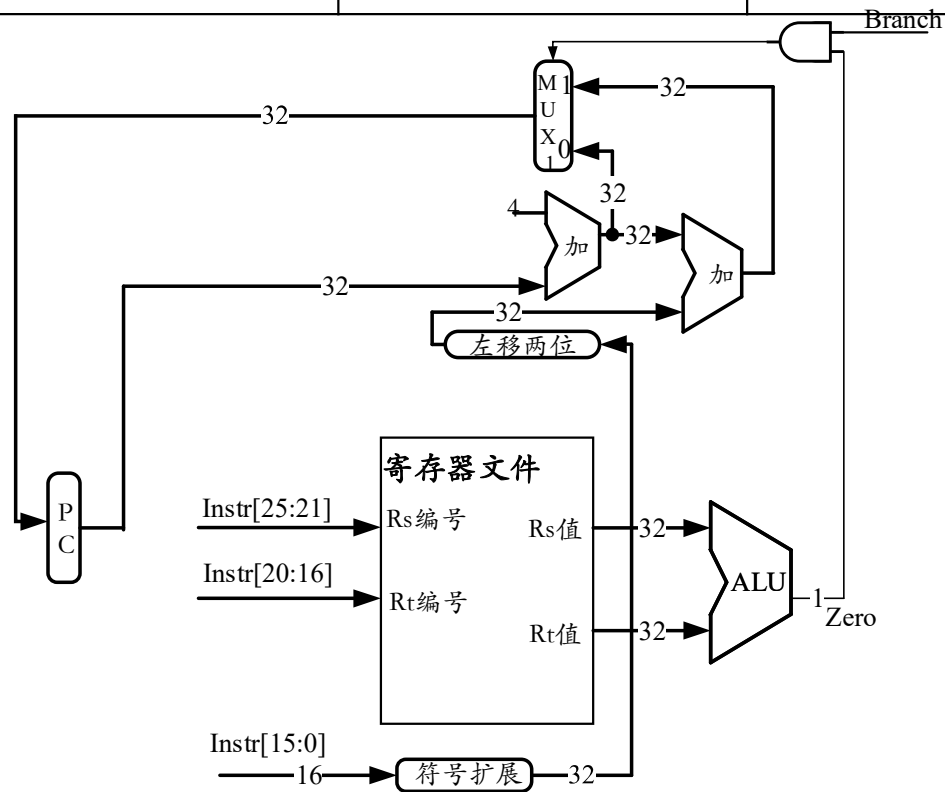 Branch
MUX1
1
0
32
32
32
4
加
32
加
32
32
左移两位
寄存器文件
PC
Instr[25:21]
Rs编号
Rs值
32
Instr[20:16]
Rt编号
ALU
1
Zero
Rt值
32
Instr[15:0]
16
符号扩展
32